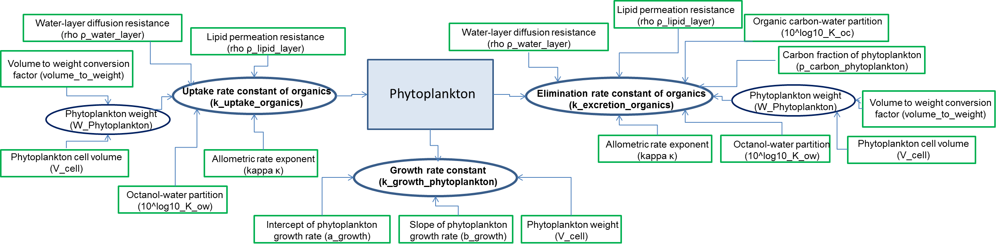 Water-layer diffusion resistance
(rho ρ_water_layer)
Lipid permeation resistance
(rho ρ_lipid_layer)
Volume to weight conversion
factor (volume_to_weight)
Uptake rate constant of organics
(k_uptake_organics)
Phytoplankton weight
(W_Phytoplankton)
Phytoplankton cell volume
(V_cell)
Allometric rate exponent
(kappa κ)
Octanol-water partition
(10^log10_K_ow)
Phytoplankton
Growth rate constant
(k_growth_phytoplankton)
Intercept of phytoplankton
growth rate (a_growth)
Slope of phytoplankton
growth rate (b_growth)
Phytoplankton weight
(V_cell)
Water-layer diffusion resistance
(rho ρ_water_layer)
Lipid permeation resistance
(rho ρ_lipid_layer)
Organic carbon-water partition
(10^log10_K_oc)
Carbon fraction of phytoplankton
(p_carbon_phytoplankton)
Elimination rate constant of organics
(k_excretion_organics)
Phytoplankton weight
(W_Phytoplankton)
Volume to weight conversion
factor (volume_to_weight)
Allometric rate exponent
(kappa κ)
Octanol-water partition
(10^log10_K_ow)
Phytoplankton cell volume
(V_cell)